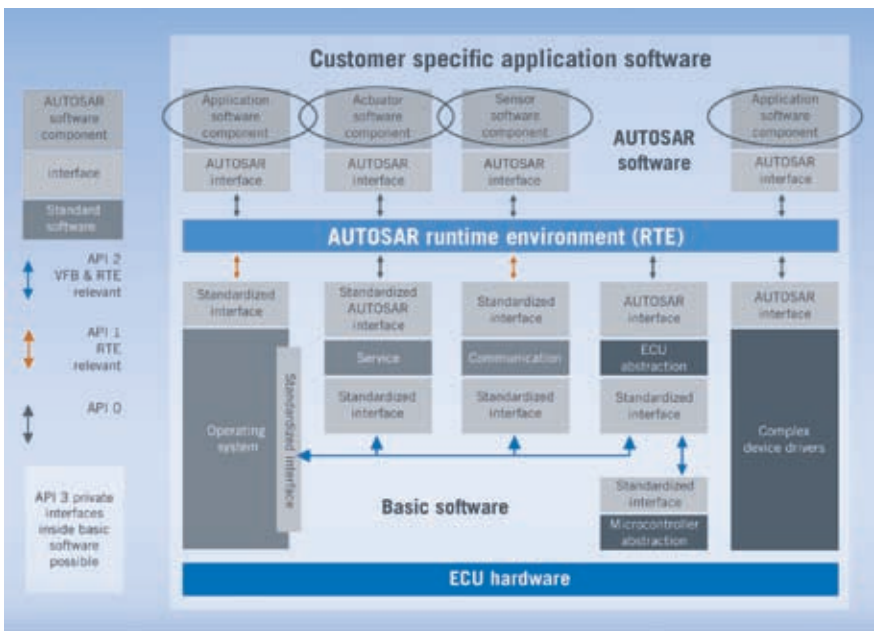 Customer specific application software
AUTOSAR
software
component
interface
Standard
software
API 2
VFB & RTE
relevant
API 1
RTE
relevant
API 0
API 3 private
interfaces
inside basic
software
possible
Application
software
component
AUTOSAR
interface
Actuator
software
component
AUTOSAR
interface
Sensor
software
component
AUTOSAR
interface
AUTOSAR
software
Application
software
component
AUTOSAR
interface
AUTOSAR runtime environment (RTE)
Standardized
interface
Operating
system
Standardized interface
Standardized
AUTOSAR
interface
Service
Standardized
interface
Standardized
interface
Communication
Standardized
interface
AUTOSAR
interface
ECU
abstraction
Standardized
interface
Standardized
interface
Microcontroller
abstraction
AUTOSAR
interface
Complex
device drivers
Basic software
ECU hardware